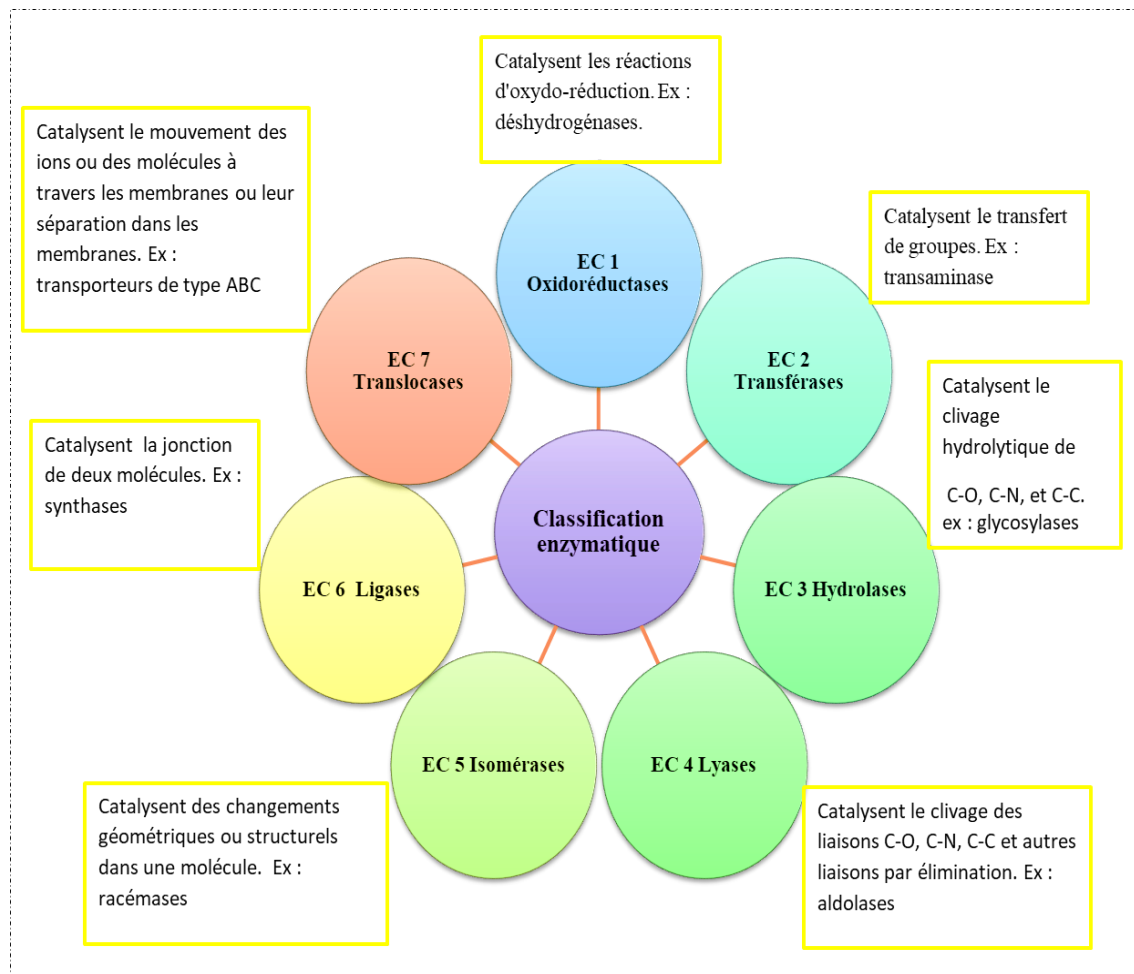 Catalysent les réactions
d'oxydo-réduction. Ex :
déshydrogénases.
EC 1
Oxidoréductases
Catalysent le transfert
de groupes. Ex :
transaminase
EC 2
Transférases
Catalysent le
clivage
hydrolytique de
C-O, C-N, et C-C.
ex : glycosylases
EC 3 Hydrolases
Catalysent le clivage des
liaisons C-O, C-N, C-C et autres
liaisons par élimination. Ex :
aldolases
EC 4 Lyases
Catalysent des changements
géométriques ou structurels
dans une molécule. Ex :
racémases
EC 5 Isomérases
Catalysent la jonction
de deux molécules. Ex :
synthases
EC 6 Ligases
Catalysent le mouvement des
ions ou des molécules à
travers les membranes ou leur
séparation dans les
membranes. Ex :
transporteurs de type ABC
EC 7
Translocases
Classification
enzymatique